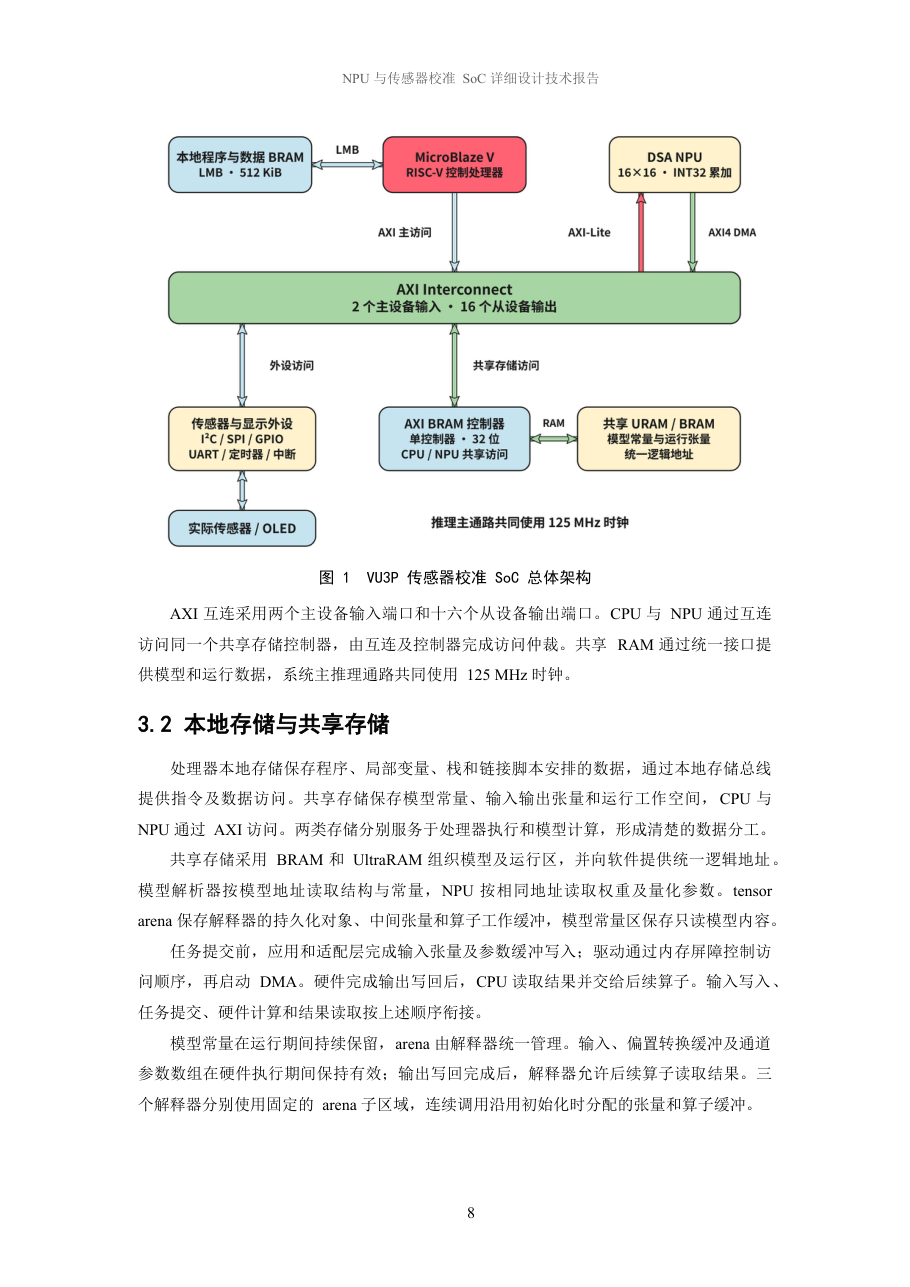 NPU 与传感器校准 SoC 详细设计技术报告
本地程序与数据 BRAM
LMB • 512 KiB
LMB
MicroBlaze V
RISC-V 控制处理器
DSA NPU
16×16 • INT32 累加
AXI 主访问
AXI-Lite
AXI4 DMA
AXI Interconnect
2 个主设备输入 • 16 个从设备输出
外设访问
共享存储访问
传感器与显示外设
I²C / SPI / GPIO
UART / 定时器 / 中断
AXI BRAM 控制器
单控制器 • 32 位
CPU / NPU 共享访问
RAM
共享 URAM / BRAM
模型常量与运行张量
统一逻辑地址
实际传感器 / OLED
推理主通路共同使用 125 MHz 时钟
图 1 VU3P 传感器校准 SoC 总体架构
AXI 互连采用两个主设备输入端口和十六个从设备输出端口。CPU 与 NPU 通过互连
访问同一个共享存储控制器，由互连及控制器完成访问仲裁。共享 RAM 通过统一接口提
供模型和运行数据，系统主推理通路共同使用 125 MHz 时钟。
3.2 本地存储与共享存储
处理器本地存储保存程序、局部变量、栈和链接脚本安排的数据，通过本地存储总线
提供指令及数据访问。共享存储保存模型常量、输入输出张量和运行工作空间，CPU 与
NPU 通过 AXI 访问。两类存储分别服务于处理器执行和模型计算，形成清楚的数据分工。
共享存储采用 BRAM 和 UltraRAM 组织模型及运行区，并向软件提供统一逻辑地址。
模型解析器按模型地址读取结构与常量，NPU 按相同地址读取权重及量化参数。tensor
arena 保存解释器的持久化对象、中间张量和算子工作缓冲，模型常量区保存只读模型内容。
任务提交前，应用和适配层完成输入张量及参数缓冲写入；驱动通过内存屏障控制访
问顺序，再启动 DMA。硬件完成输出写回后，CPU 读取结果并交给后续算子。输入写入、
任务提交、硬件计算和结果读取按上述顺序衔接。
模型常量在运行期间持续保留，arena 由解释器统一管理。输入、偏置转换缓冲及通道
参数数组在硬件执行期间保持有效；输出写回完成后，解释器允许后续算子读取结果。三
个解释器分别使用固定的 arena 子区域，连续调用沿用初始化时分配的张量和算子缓冲。
8